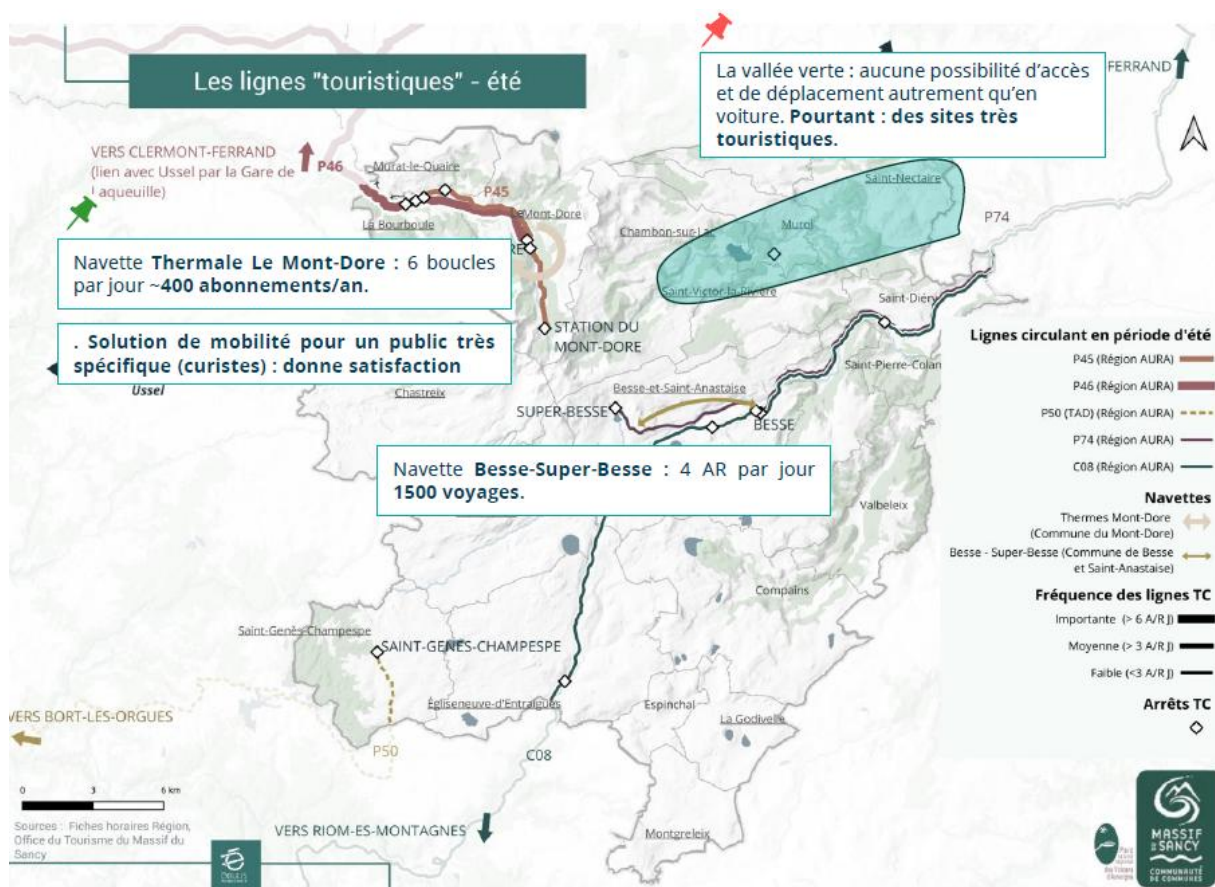 Les lignes "touristiques" - été
La vallée verte : aucune possibilité d'accès
et de déplacement autrement qu'en
voiture. Pourtant : des sites très
touristiques.
FERRAND
VERS CLERMONT-FERRAND
(lien avec Ussel par la Gare de
Laqueuille)
P46
Murat-le-Quaire
P45
Le Mont-Dore
La Bourboule
RE
Navette Thermale Le Mont-Dore : 6 boucles
par jour ~400 abonnements/an.
. Solution de mobilité pour un public très
spécifique (curistes) : donne satisfaction
Ussel
STATION DU
MONT-DORE
Chambon-sur-Lac
Murol
Saint-Nectaire
Saint-Victor-la-Rivière
P74
Saint-Diéry
Saint-Pierre-Colan
Chastreix
Besse-et-Saint-Anastaise
SUPER-BESSE
BESSE
Navette Besse-Super-Besse : 4 AR par jour
1500 voyages.
Valbeleix
Compains
Saint-Genès-Champespe
SAINT-GENÈS-CHAMPESPE
Égliseneuve-d'Entraigues
Espinchal
La Godivelle
Montgreleix
VERS BORT-LES-ORGUES
P50
C08
VERS RIOM-ES-MONTAGNES
Lignes circulant en période d'été
P45 (Région AURA)
P46 (Région AURA)
P50 (TAD) (Région AURA)
P74 (Région AURA)
C08 (Région AURA)
Navettes
Thermes Mont-Dore
(Commune du Mont-Dore)
Besse - Super-Besse (Commune de Besse
et Saint-Anastaise)
Fréquence des lignes TC
Importante (> 6 A/R J)
Moyenne (> 3 A/R J)
Faible (<3 A/R J)
Arrêts TC
0 3 6 km
Sources : Fiches horaires Région,
Office du Tourisme du Massif du
Sancy
MASSIF
DU
SANCY
COMMUNAUTÉ
DE COMMUNES